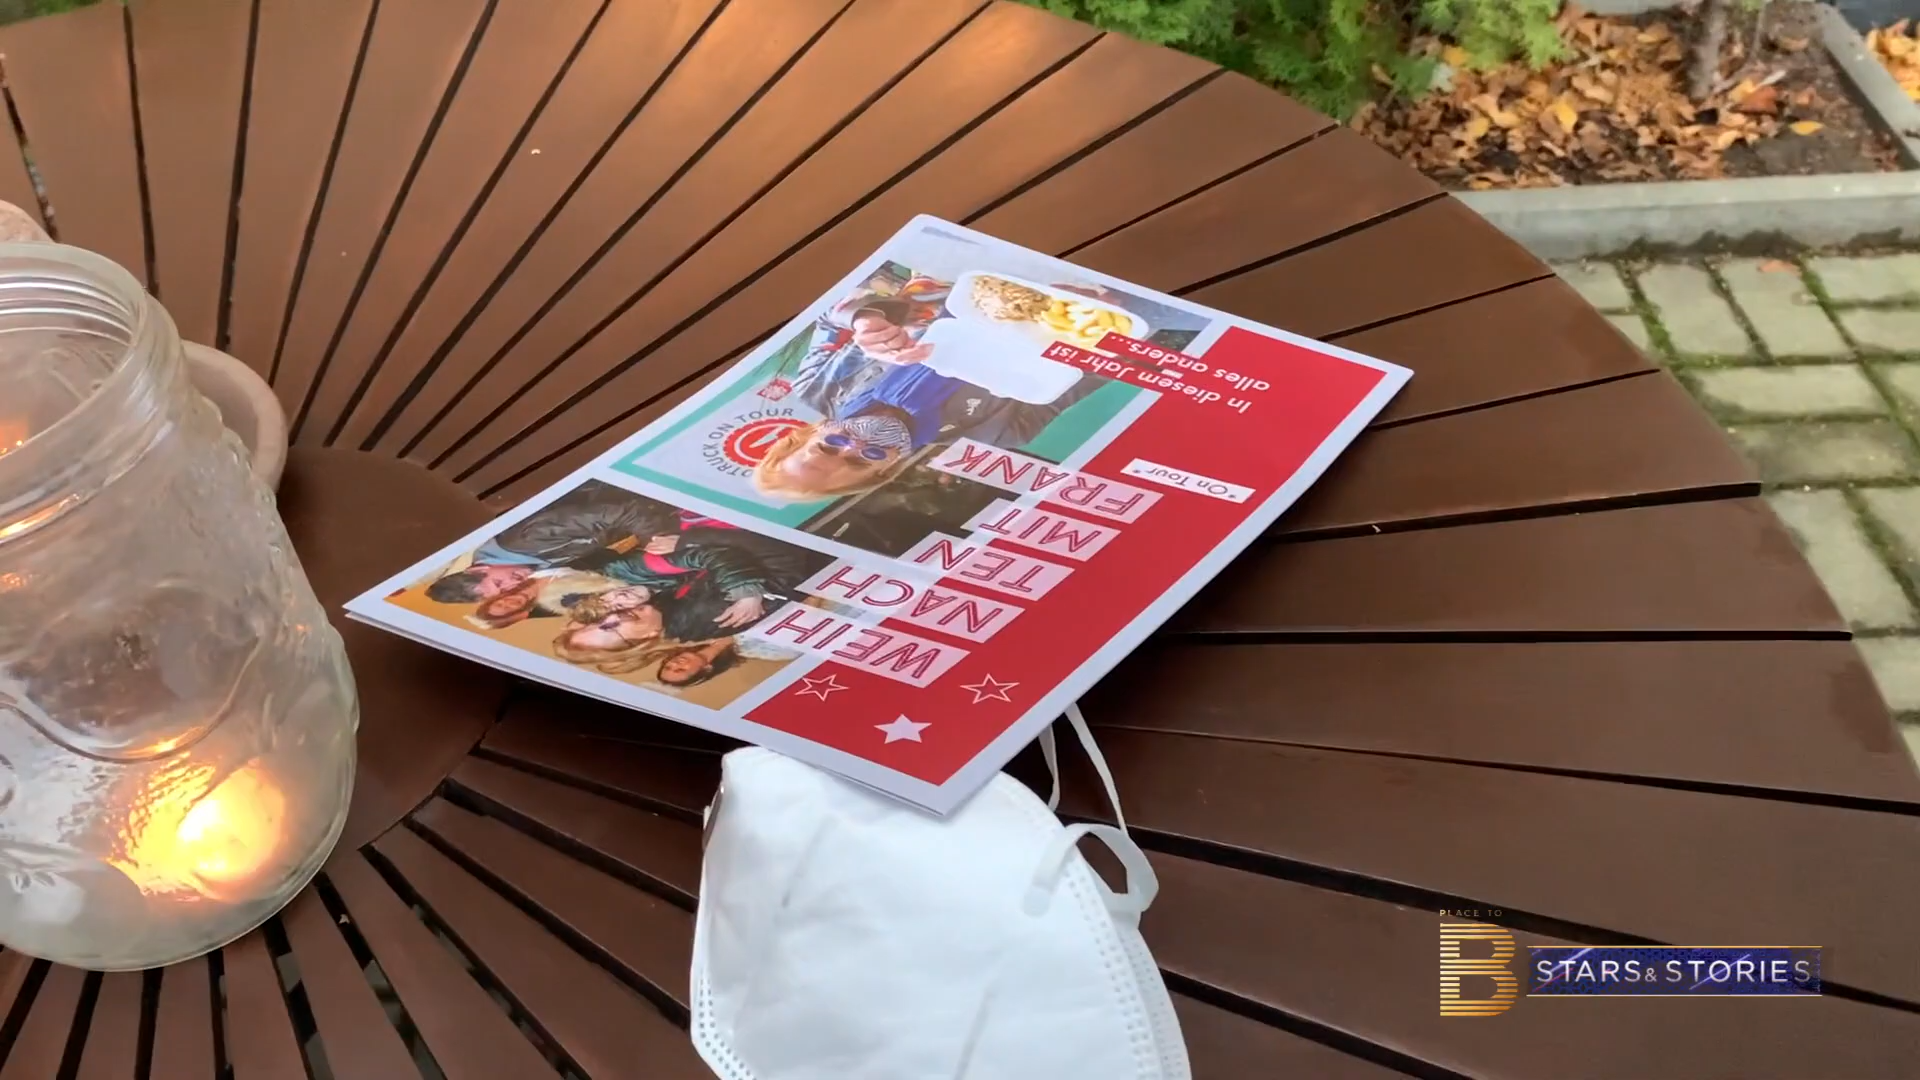 In diesem Jahr ist
alles anders...
*On Tour*
WEIH
NACH
TEN
MIT
FRANK
TRUCK ON TOUR
PLACE TO
B
STARS & STORIES